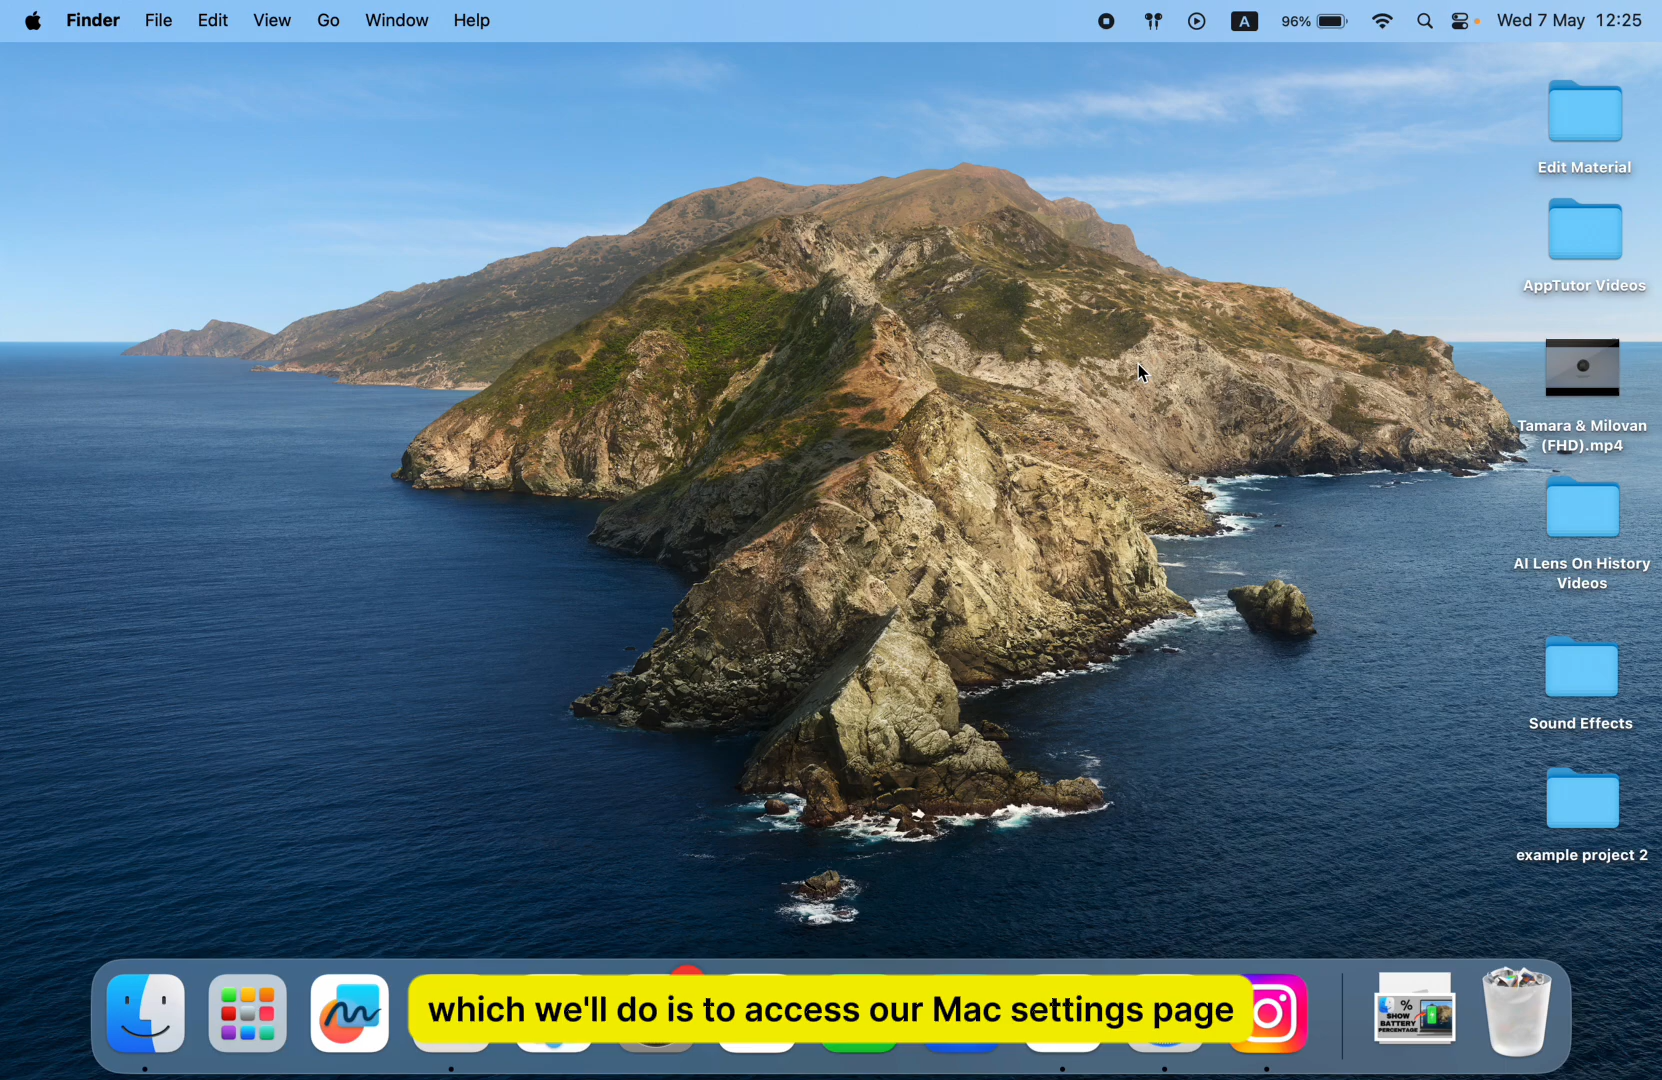 Finder File Edit View Go Window Help A 96% Wed 7 May 12:25
Edit Material
AppTutor Videos
Tamara & Milovan
(FHD).mp4
AI Lens On History
Videos
Sound Effects
example project 2
which we'll do is to access our Mac settings page
%
SHOW
BATTERY
PERCENTAGE